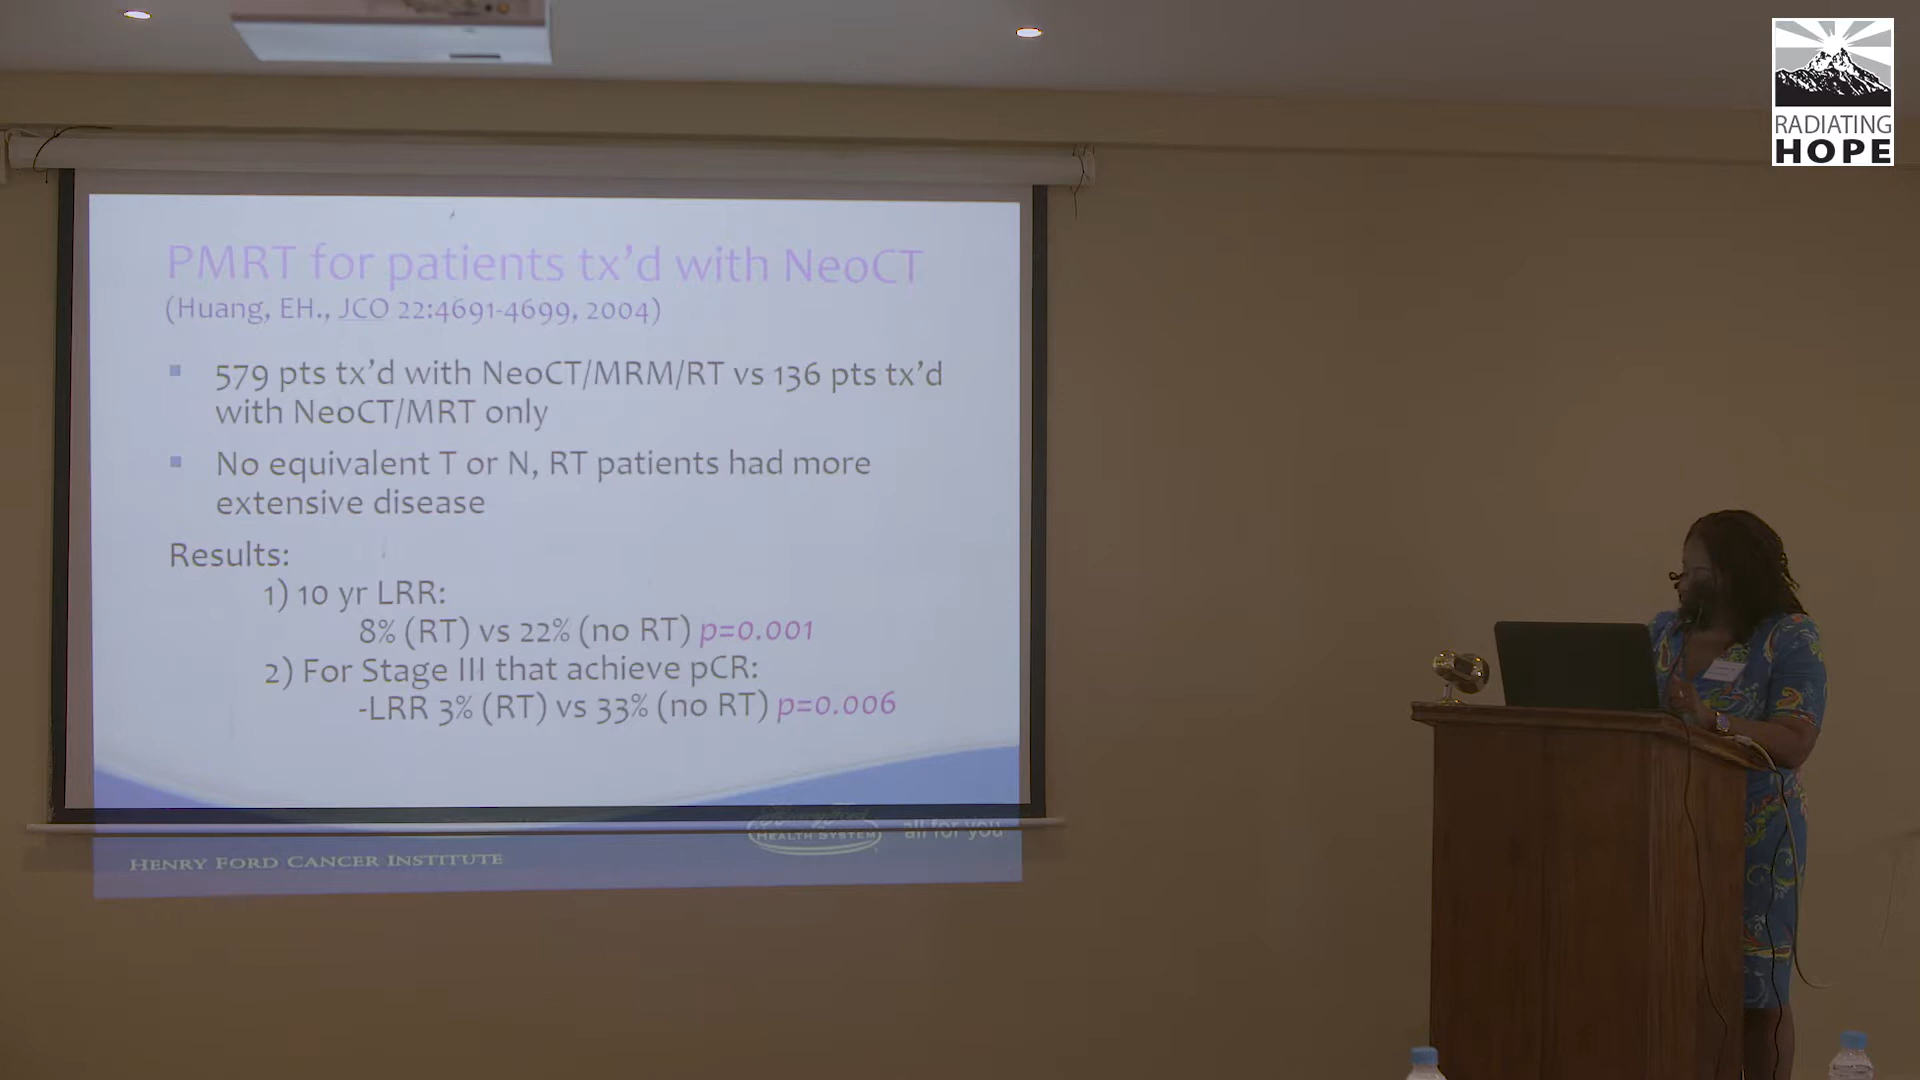 RADIATING
HOPE
PMRT for patients tx’d with NeoCT
(Huang, EH., JCO 22:4691-4699, 2004)
▪ 579 pts tx’d with NeoCT/MRM/RT vs 136 pts tx’d
with NeoCT/MRT only
▪ No equivalent T or N, RT patients had more
extensive disease
Results:
1) 10 yr LRR:
8% (RT) vs 22% (no RT) p=0.001
2) For Stage III that achieve pCR:
-LRR 3% (RT) vs 33% (no RT) p=0.006
HEALTH SYSTEM
all for you
HENRY FORD CANCER INSTITUTE